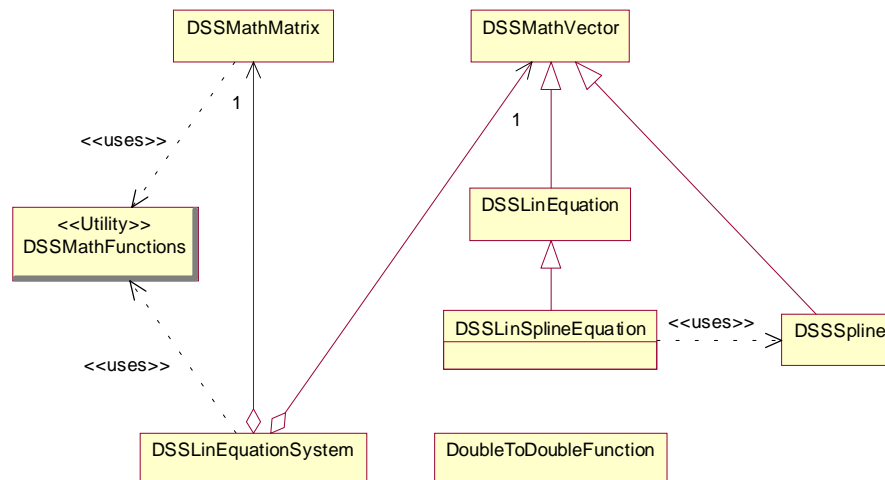 DSSMathMatrix
DSSMathVector
1
1
<<uses>>
<<Utility>>
DSSMathFunctions
DSSLinEquation
DSSLinSplineEquation
<<uses>>
DSSSpline
<<uses>>
DSSLinEquationSystem
DoubleToDoubleFunction